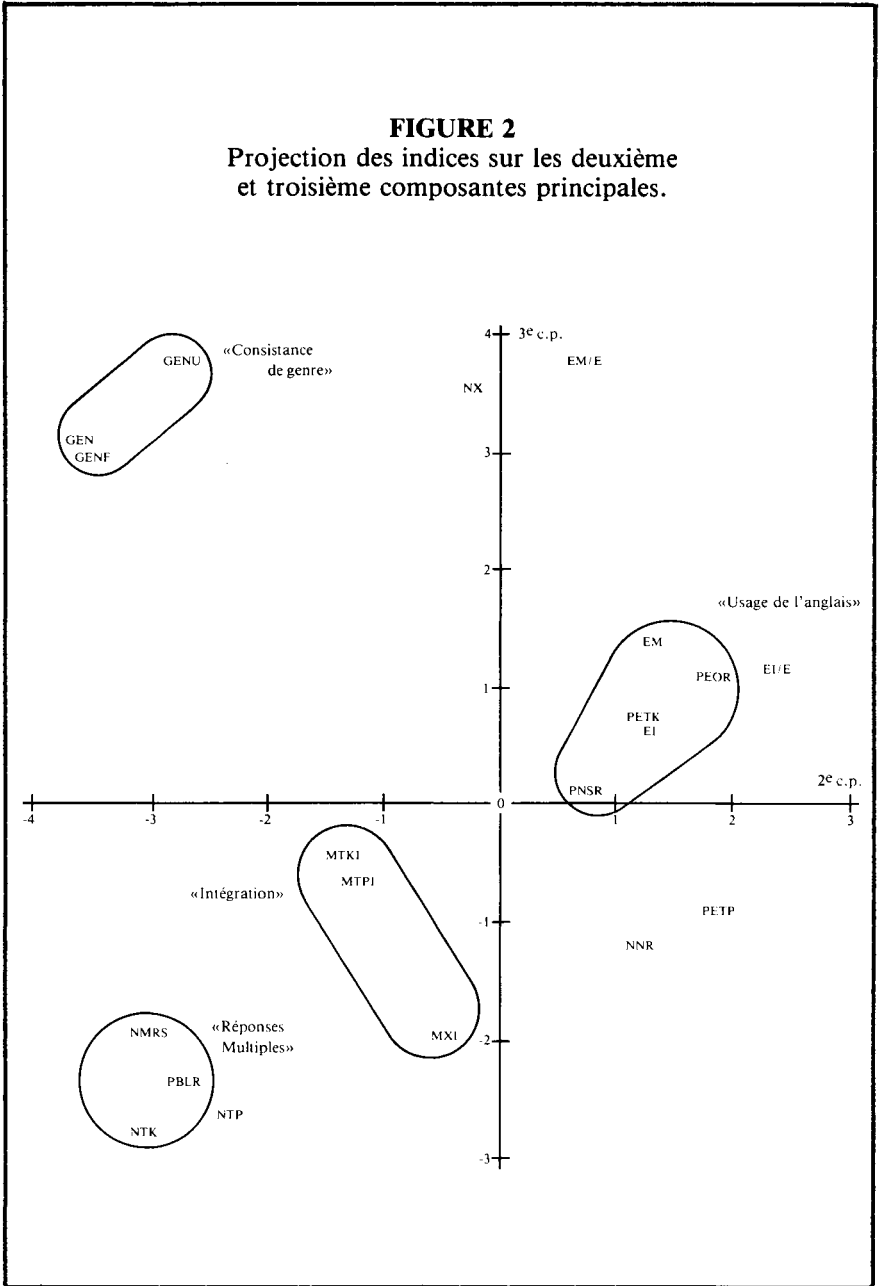 FIGURE 2
Projection des indices sur les deuxième
et troisième composantes principales.
4
3e c.p.
EM/E
«Consistance
de genre»
GENU
NX
GEN
GENF
3
2
«Usage de l'anglais»
EM
PEOR
EI/E
1
PETK
EI
PNSR
2e c.p.
-4
-3
-2
-1
0
1
2
3
MTKI
MTPI
«Intégration»
-1
PETP
NNR
NMRS
«Réponses
Multiples»
MXI
-2
PBLR
NTP
NTK
-3